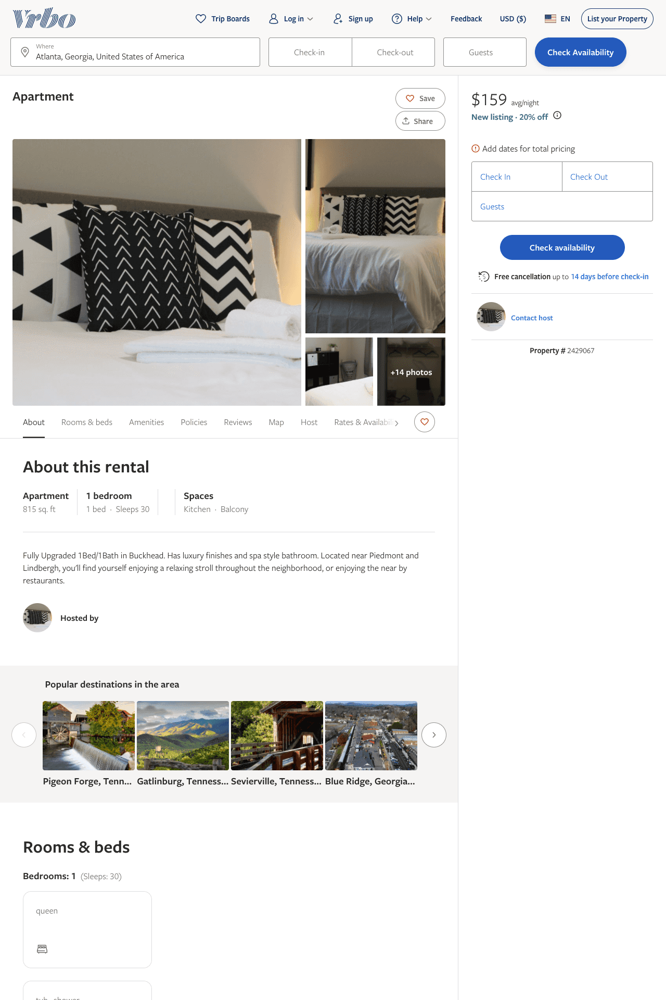 Vrbo
Trip Boards
Log in
Sign up
Help
Feedback
USD ($)
EN
List your Property
Where
Atlanta, Georgia, United States of America
Check-in
Check-out
Guests
Check Availability
Apartment
Save
Share
+14 photos
$159 avg/night
New listing · 20% off
Add dates for total pricing
Check In
Check Out
Guests
Check availability
Free cancellation up to 14 days before check-in
Contact host
Property # 2429067
About
Rooms & beds
Amenities
Policies
Reviews
Map
Host
Rates & Availabili
About this rental
Apartment
815 sq. ft
1 bedroom
1 bed · Sleeps 30
Spaces
Kitchen · Balcony
Fully Upgraded 1Bed/1Bath in Buckhead. Has luxury finishes and spa style bathroom. Located near Piedmont and
Lindbergh, you'll find yourself enjoying a relaxing stroll throughout the neighborhood, or enjoying the near by
restaurants.
Hosted by
Popular destinations in the area
Pigeon Forge, Tenn...
Gatlinburg, Tenness...
Sevierville, Tenness...
Blue Ridge, Georgia...
Rooms & beds
Bedrooms: 1 (Sleeps: 30)
queen